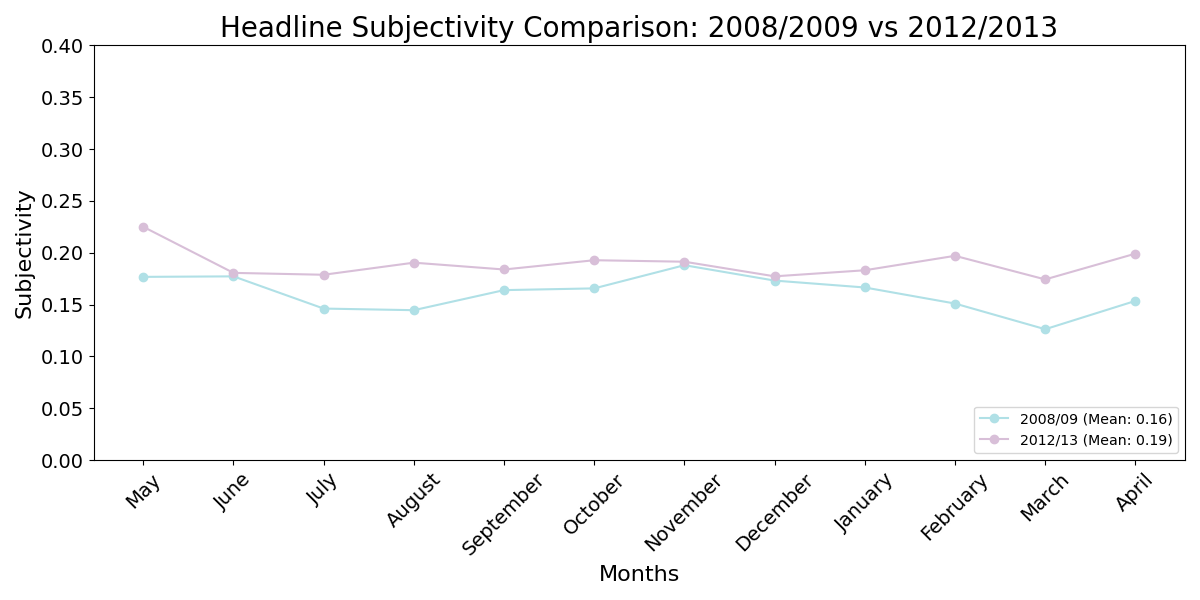 Headline Subjectivity Comparison: 2008/2009 vs 2012/2013
0.40
0.35
0.30
0.25
0.20
0.15
0.10
0.05
0.00
Subjectivity
2008/09 (Mean: 0.16)
2012/13 (Mean: 0.19)
May
June
July
August
September
October
November
December
January
February
March
April
Months